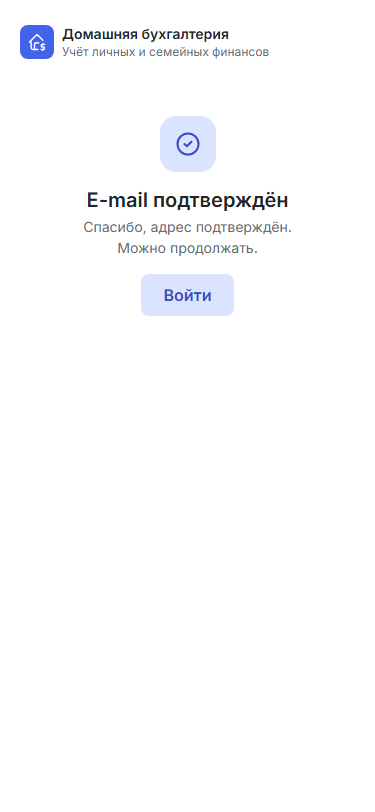 Домашняя бухгалтерия
Учёт личных и семейных финансов
E-mail подтверждён
Спасибо, адрес подтверждён.
Можно продолжать.
Войти